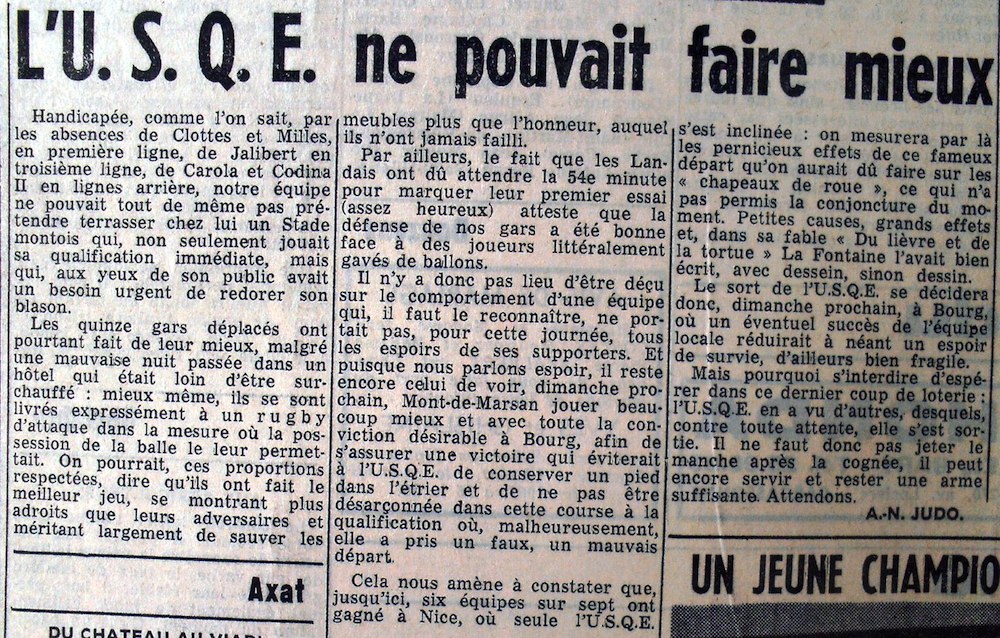 L'U. S. Q. E. ne pouvait faire mieux
Handicapée, comme l'on sait, par
les absences de Clottes et Milles,
en première ligne, de Jalibert en
troisième ligne, de Carola et Codina
II en lignes arrière, notre équipe
ne pouvait tout de même pas pré-
tendre terrasser chez lui un Stade
montois qui, non seulement jouait
sa qualification immédiate, mais
qui, aux yeux de son public avait
un besoin urgent de redorer son
blason.
Les quinze gars déplacés ont
pourtant fait de leur mieux, malgré
une mauvaise nuit passée dans un
hôtel qui était loin d'être sur-
chauffé : mieux même, ils se sont
livrés expressément à un rugby
d'attaque dans la mesure où la pos-
session de la balle le leur permet-
tait. On pourrait, ces proportions
respectées, dire qu'ils ont fait le
meilleur jeu, se montrant plus
adroits que leurs adversaires et
méritant largement de sauver les
meubles plus que l'honneur, auquel
ils n'ont jamais failli.
Par ailleurs, le fait que les Lan-
dais ont dû attendre la 54e minute
pour marquer leur premier essai
(assez heureux) atteste que la
défense de nos gars a été bonne
face à des joueurs littéralement
gavés de ballons.
Il n'y a donc pas lieu d'être déçu
sur le comportement d'une équipe
qui, il faut le reconnaître, ne por-
tait pas, pour cette journée, tous
les espoirs de ses supporters. Et
puisque nous parlons espoir, il reste
encore celui de voir, dimanche pro-
chain, Mont-de-Marsan jouer beau-
coup mieux et avec toute la con-
viction désirable à Bourg, afin de
s'assurer une victoire qui éviterait
à l'U.S.Q.E. de conserver un pied
dans l'étrier et de ne pas être
désarçonnée dans cette course à la
qualification où, malheureusement,
elle a pris un faux, un mauvais
départ.
Cela nous amène à constater que,
jusqu'ici, six équipes sur sept ont
gagné à Nice, où seule l'U.S.Q.E.
s'est inclinée : on mesurera par là
les pernicieux effets de ce fameux
départ qu'on aurait dû faire sur les
« chapeaux de roue », ce qui n'a
pas permis la conjoncture du mo-
ment. Petites causes, grands effets
et, dans sa fable « Du lièvre et de
la tortue » La Fontaine l'avait bien
écrit, avec dessein, sinon dessin.
Le sort de l'U.S.Q.E. se décidera
donc, dimanche prochain, à Bourg,
où un éventuel succès de l'équipe
locale réduirait à néant un espoir
de survie, d'ailleurs bien fragile.
Mais pourquoi s'interdire d'espé-
rer dans ce dernier coup de loterie :
l'U.S.Q.E. en a vu d'autres, desquels,
contre toute attente, elle s'est sor-
tie. Il ne faut donc pas jeter le
manche après la cognée, il peut
encore servir et rester une arme
suffisante. Attendons.
A.-N. JUDO.
Axat
DU CHATEAU AU
UN JEUNE CHAMPIO